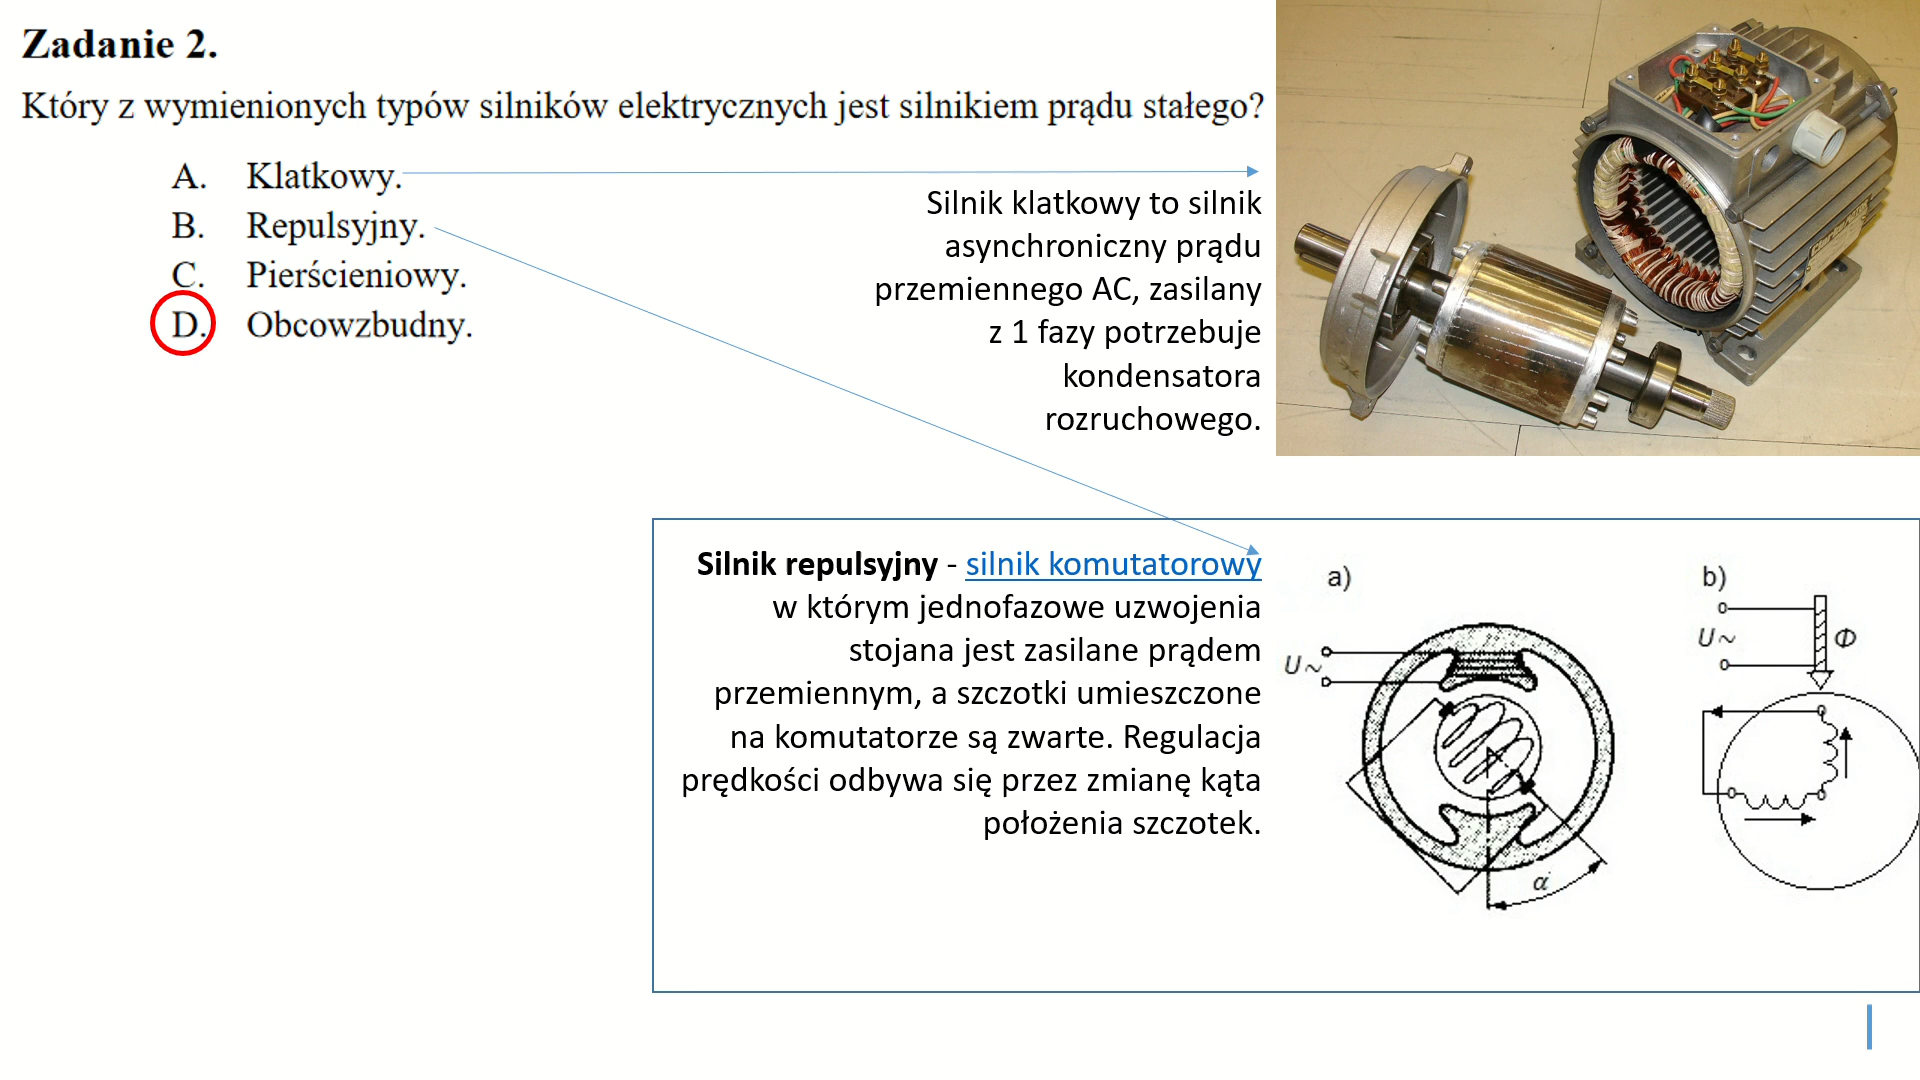 Zadanie 2.
Który z wymienionych typów silników elektrycznych jest silnikiem prądu stałego?
A. Klatkowy.
B. Repulsyjny.
C. Pierścieniowy.
D. Obcowzbudny.
Silnik klatkowy to silnik
asynchroniczny prądu
przemiennego AC, zasilany
z 1 fazy potrzebuje
kondensatora
rozruchowego.
Silnik repulsyjny - silnik komutatorowy
w którym jednofazowe uzwojenia
stojana jest zasilane prądem
przemiennym, a szczotki umieszczone
na komutatorze są zwarte. Regulacja
prędkości odbywa się przez zmianę kąta
położenia szczotek.
a)
U~
α
b)
U~
Φ